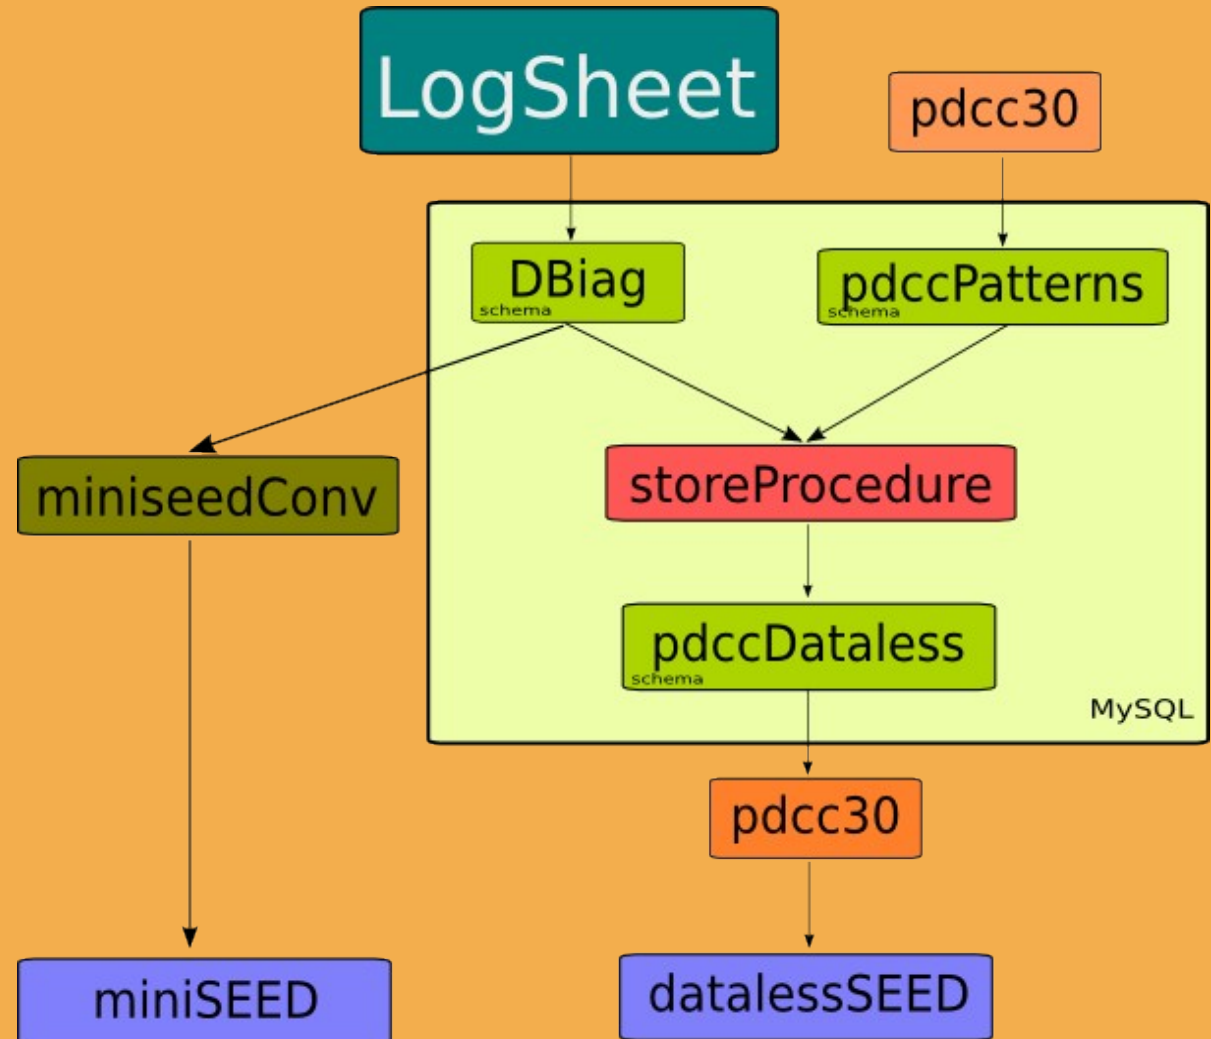 LogSheet
pdcc30
DBiag
schema
pdccPatterns
schema
miniseedConv
storeProcedure
pdccDataless
schema
MySQL
pdcc30
miniSEED
datalessSEED